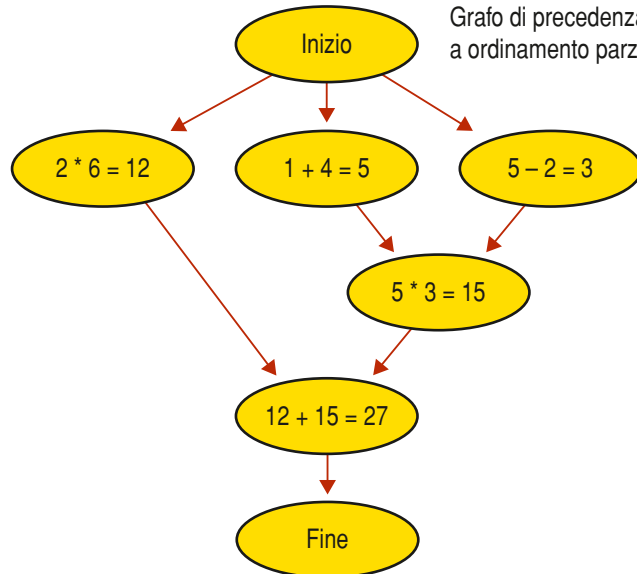 Inizio
Grafo di precedenza
a ordinamento
2 * 6 = 12
1 + 4 = 5
5 – 2 = 3
5 * 3 = 15
12 + 15 = 27
Fine